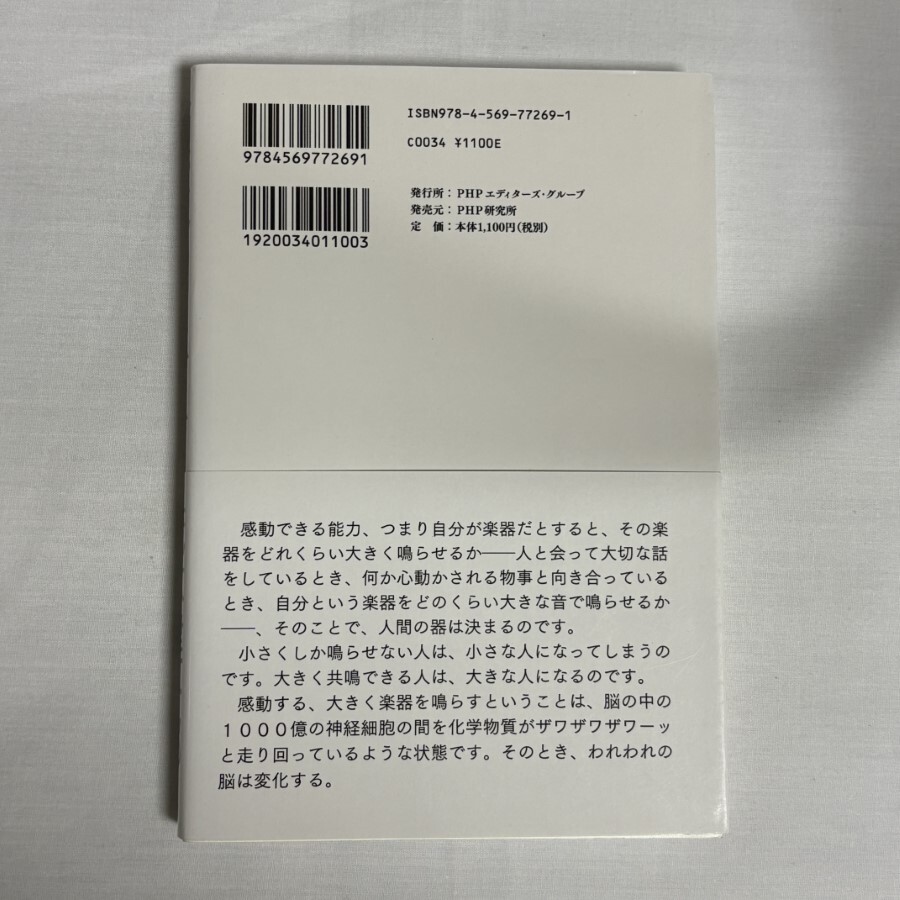 ISBN978-4-569-77269-1
9784569772691
C0034 ¥1100E
1920034011003
発行所：PHPエディターズ・グループ
発売元：PHP研究所
定　価：本体1,100円（税別）
　感動できる能力、つまり自分が楽器だとすると、その楽
器をどれくらい大きく鳴らせるか――人と会って大切な話
をしているとき、何か心動かされる物事と向き合っている
とき、自分という楽器をどのくらい大きな音で鳴らせるか
――、そのことで、人間の器は決まるのです。
　小さくしか鳴らせない人は、小さな人になってしまうの
です。大きく共鳴できる人は、大きな人になるのです。
　感動する、大きく楽器を鳴らすということは、脳の中の
１０００億の神経細胞の間を化学物質がザワザワザワーッ
と走り回っているような状態です。そのとき、われわれの
脳は変化する。